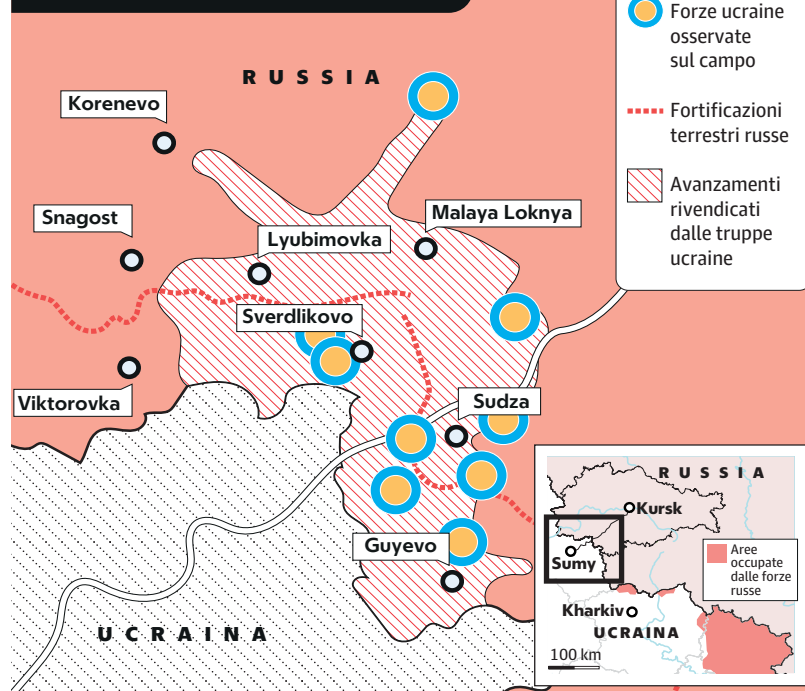 Forze ucraine
osservate
sul campo
Fortificazioni
terrestri russe
Avanzamenti
rivendicati
dalle truppe
ucraine
RUSSIA
Korenevo
Snagost
Lyubimovka
Malaya Loknya
Sverdlikovo
Viktorovka
Sudza
Guyevo
UCRAINA
RUSSIA
Kursk
Sumy
Kharkiv
UCRAINA
100 km
Aree
occupate
dalle forze
russe